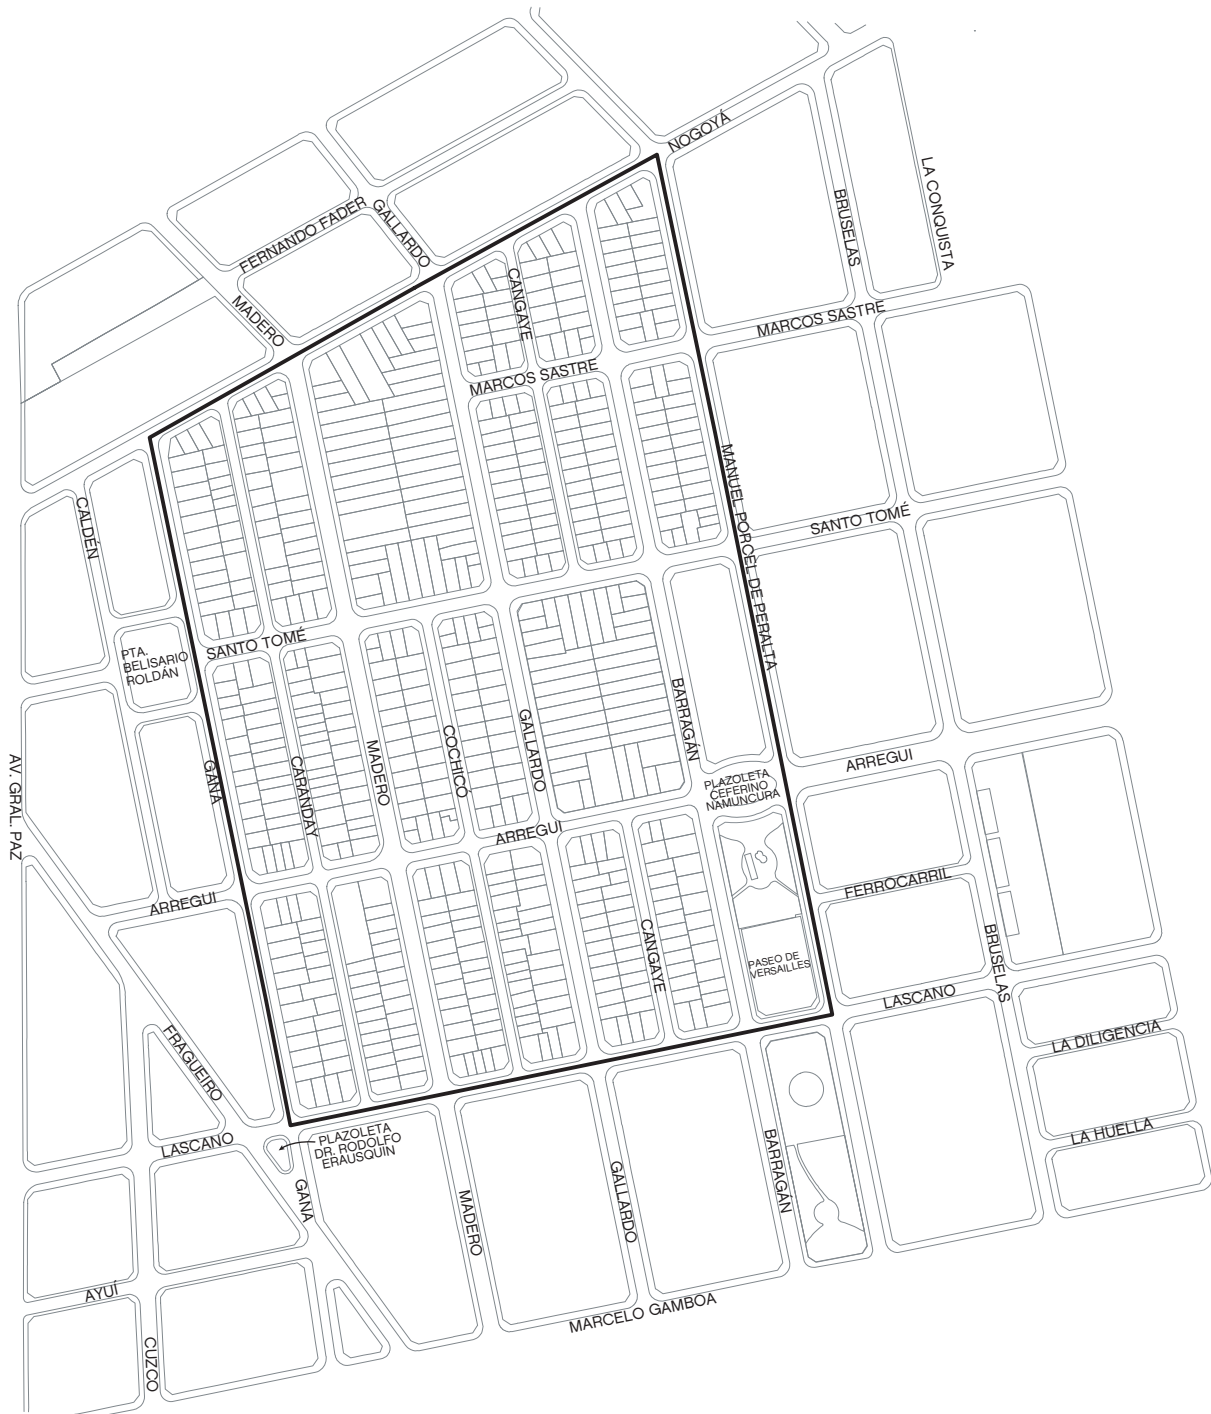 NOGOYÁ
LA CONQUISTA
BRUSELAS
FERNANDO FADER
GALLARDO
MADERO
CANGAYE
MARCOS SASTRE
MARCOS SASTRE
CALDÉN
MANUEL PORCEL DE PERALTA
SANTO TOMÉ
SANTO TOMÉ
PTA.
BELISARIO
ROLDÁN
AV. GRAL. PAZ
GANA
CARANDAY
MADERO
COCHICÓ
GALLARDO
BARRAGÁN
ARREGUI
PLAZOLETA
CEFERINO
NAMUNCURA
ARREGUI
ARREGUI
FERROCARRIL
CANGAYE
PASEO DE
VERSAILLES
BRUSELAS
LASCANO
LA DILIGENCIA
FRAGUEIRO
LASCANO
PLAZOLETA
DR. RODOLFO
ERAUSQUIN
LA HUELLA
GANA
MADERO
GALLARDO
BARRAGÁN
AYUÍ
MARCELO GAMBOA
CUZCO